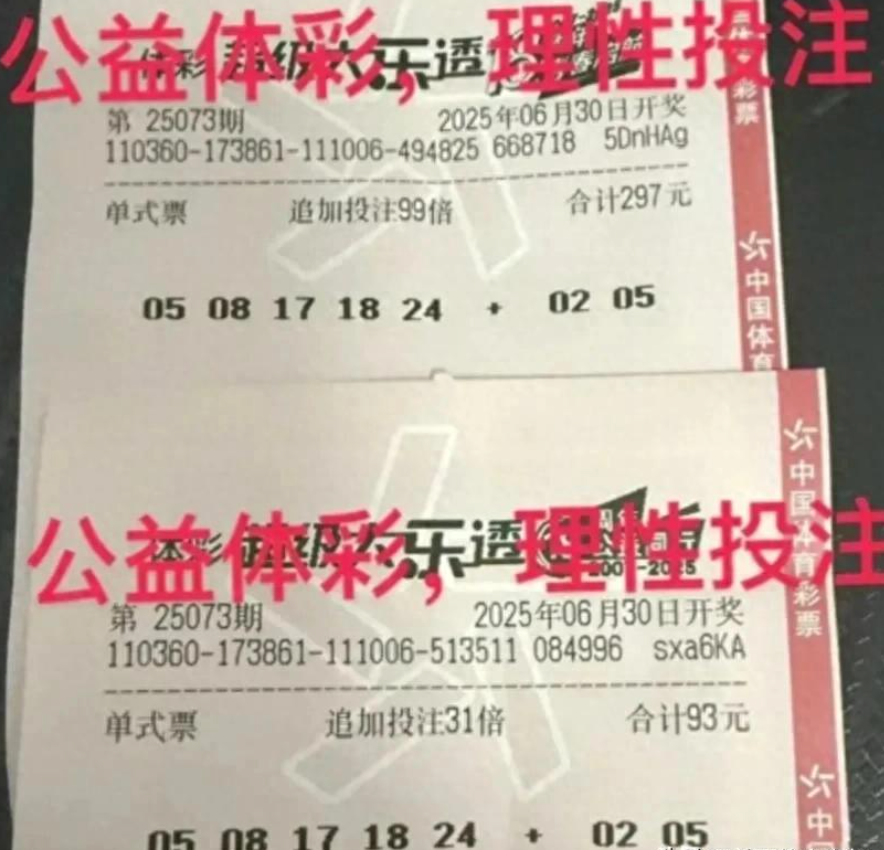 公益体彩，理性投注
体彩 超级大乐透
第 25073期 2025年06月30日开奖
110360-173861-111006-494825 668718 5DnHAg
单式票 追加投注99倍 合计297元
05 08 17 18 24 + 02 05
彩票
中国体育
公益体彩，理性投注
体彩 超级大乐透
2025
第 25073期 2025年06月30日开奖
110360-173861-111006-513511 084996 sxa6KA
单式票 追加投注31倍 合计93元
05 08 17 18 24 + 02 05
中国体育彩票
中国